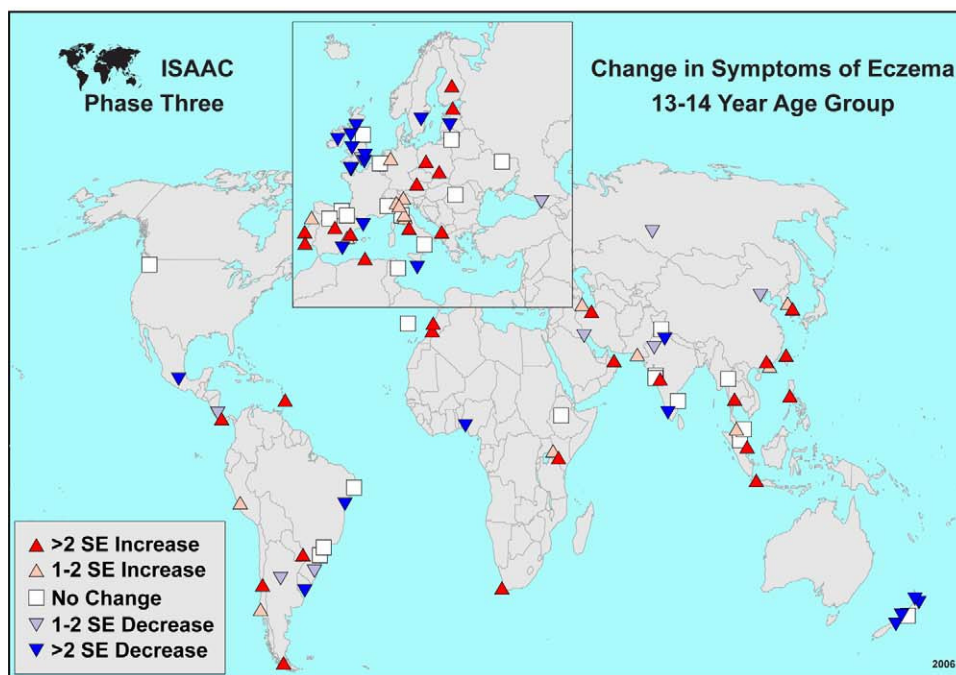 ISAAC
Phase Three
Change in Symptoms of Eczema
13-14 Year Age Group
>2 SE Increase
1-2 SE Increase
No Change
1-2 SE Decrease
>2 SE Decrease
2006